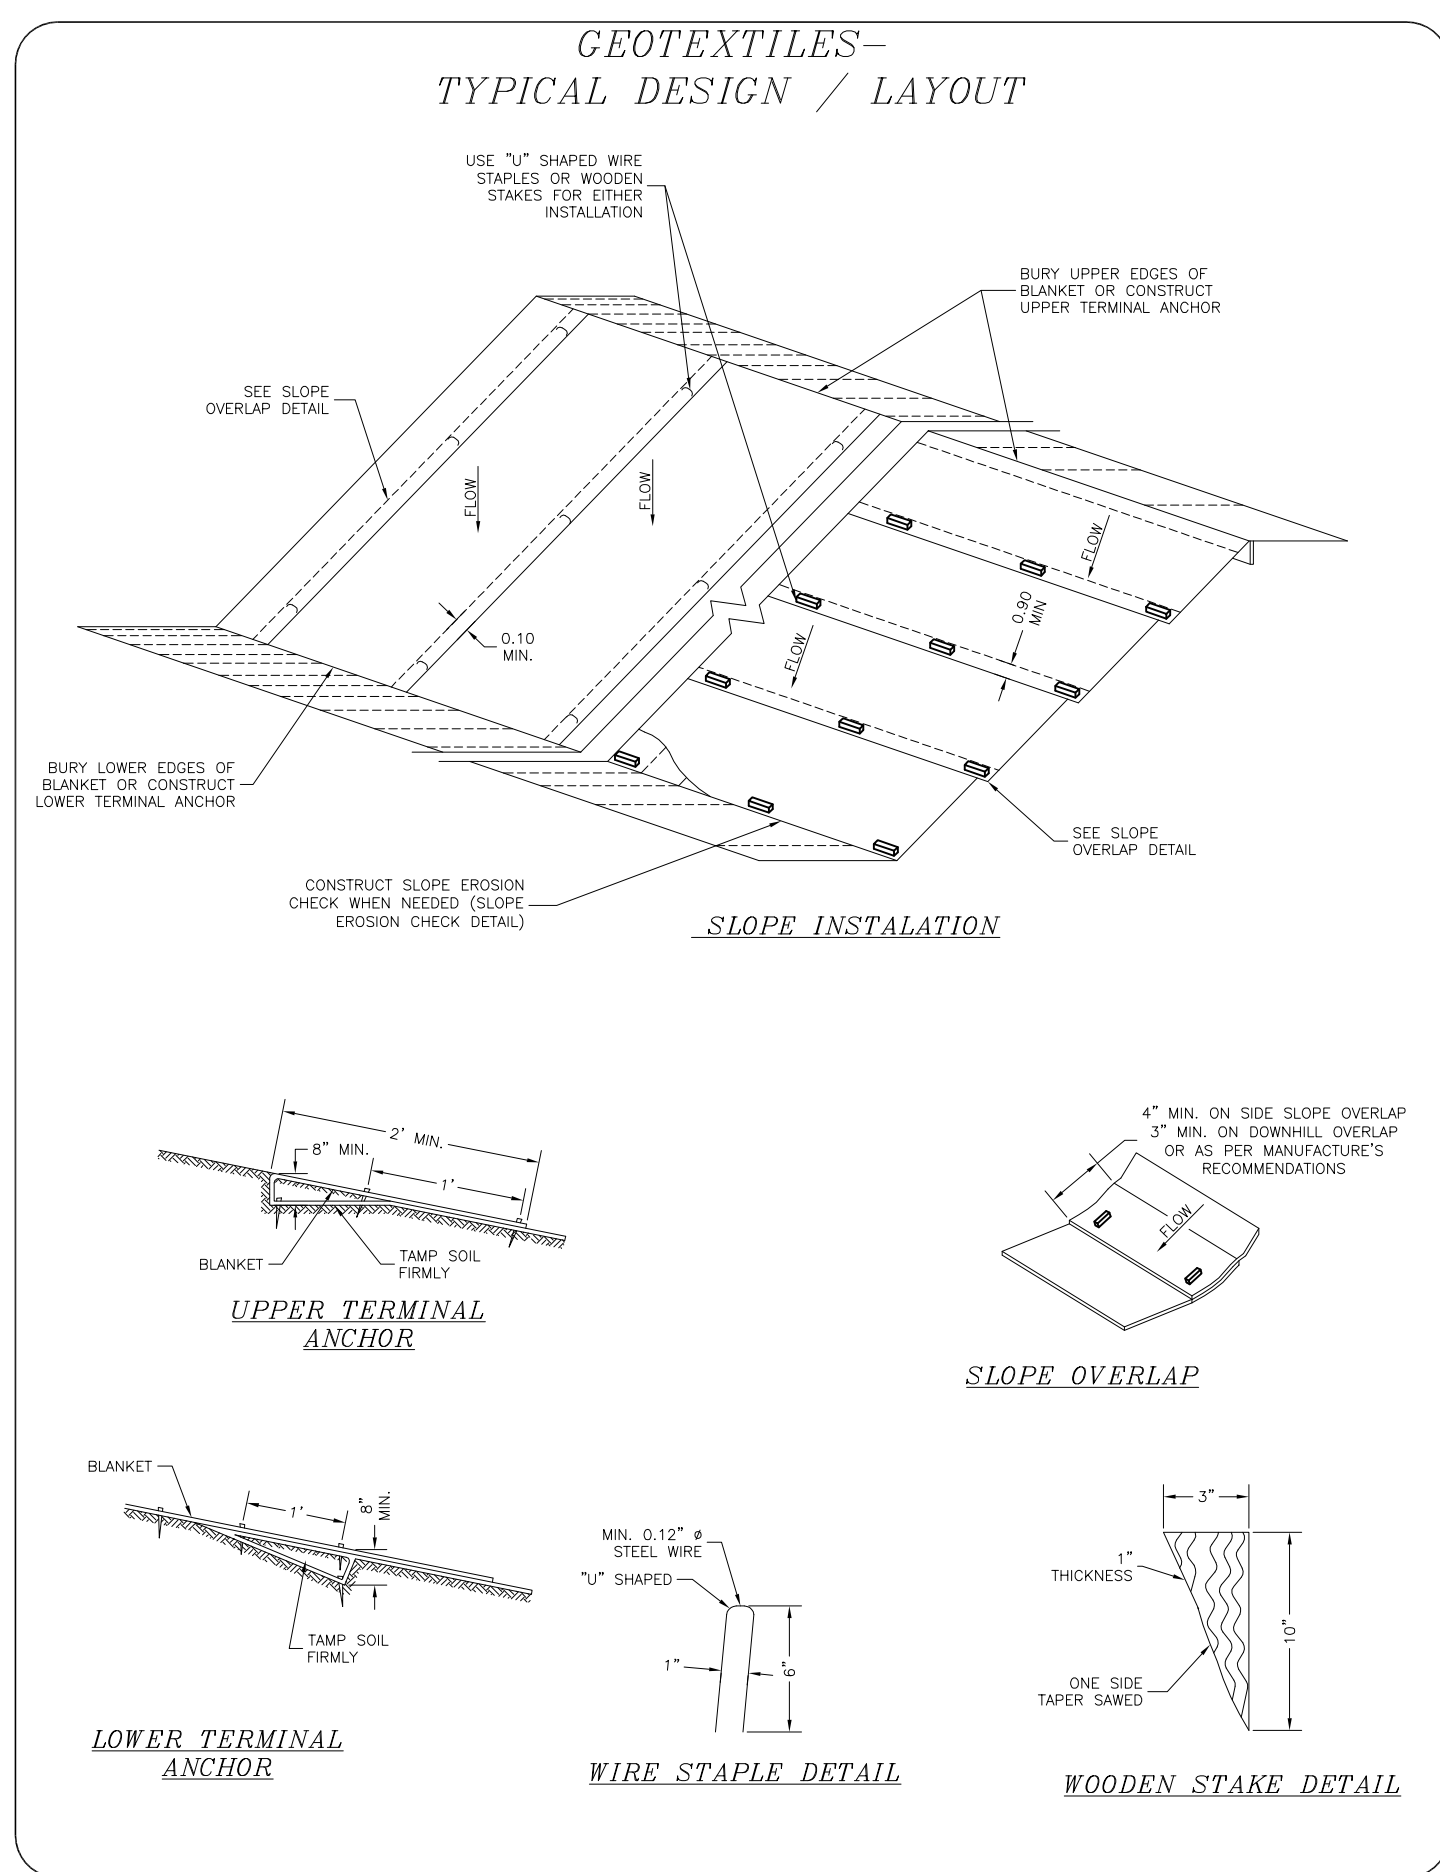 GEOTEXTILES-
TYPICAL DESIGN / LAYOUT
USE "U" SHAPED WIRE
STAPLES OR WOODEN
STAKES FOR EITHER
INSTALLATION
BURY UPPER EDGES OF
BLANKET OR CONSTRUCT
UPPER TERMINAL ANCHOR
SEE SLOPE
OVERLAP DETAIL
FLOW
FLOW
FLOW
0.90
MIN
0.10
MIN.
FLOW
BURY LOWER EDGES OF
BLANKET OR CONSTRUCT
LOWER TERMINAL ANCHOR
SEE SLOPE
OVERLAP DETAIL
CONSTRUCT SLOPE EROSION
CHECK WHEN NEEDED (SLOPE
EROSION CHECK DETAIL)
SLOPE INSTALATION
2' MIN.
8" MIN.
1'
BLANKET
TAMP SOIL
FIRMLY
UPPER TERMINAL
ANCHOR
4" MIN. ON SIDE SLOPE OVERLAP
3" MIN. ON DOWNHILL OVERLAP
OR AS PER MANUFACTURE'S
RECOMMENDATIONS
FLOW
SLOPE OVERLAP
BLANKET
1'
8"
MIN.
TAMP SOIL
FIRMLY
LOWER TERMINAL
ANCHOR
MIN. 0.12" ø
STEEL WIRE
"U" SHAPED
1"
6"
WIRE STAPLE DETAIL
3"
1"
THICKNESS
10"
ONE SIDE
TAPER SAWED
WOODEN STAKE DETAIL